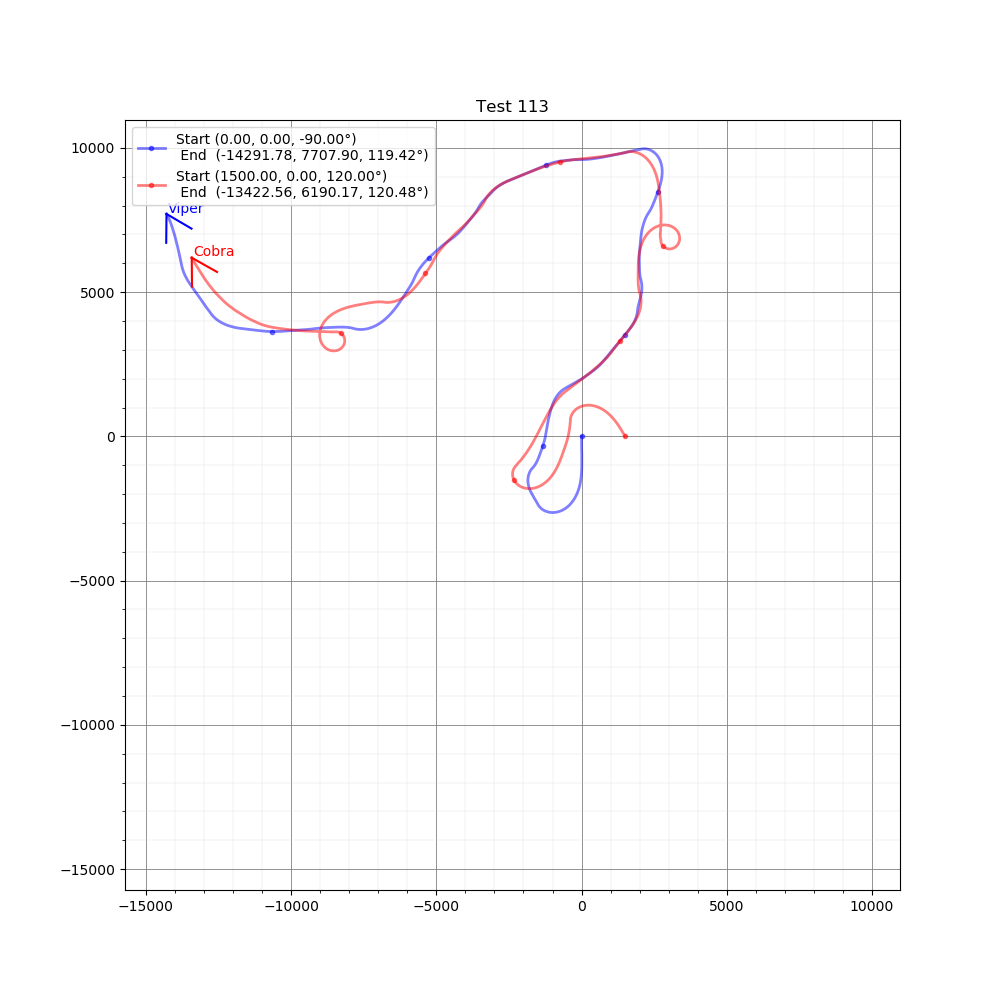 Test 113
Start (0.00, 0.00, -90.00°)
End (-14291.78, 7707.90, 119.42°)
Start (1500.00, 0.00, 120.00°)
End (-13422.56, 6190.17, 120.48°)
Viper
Cobra
10000
5000
0
−5000
−10000
−15000
−15000 −10000 −5000 0 5000 10000